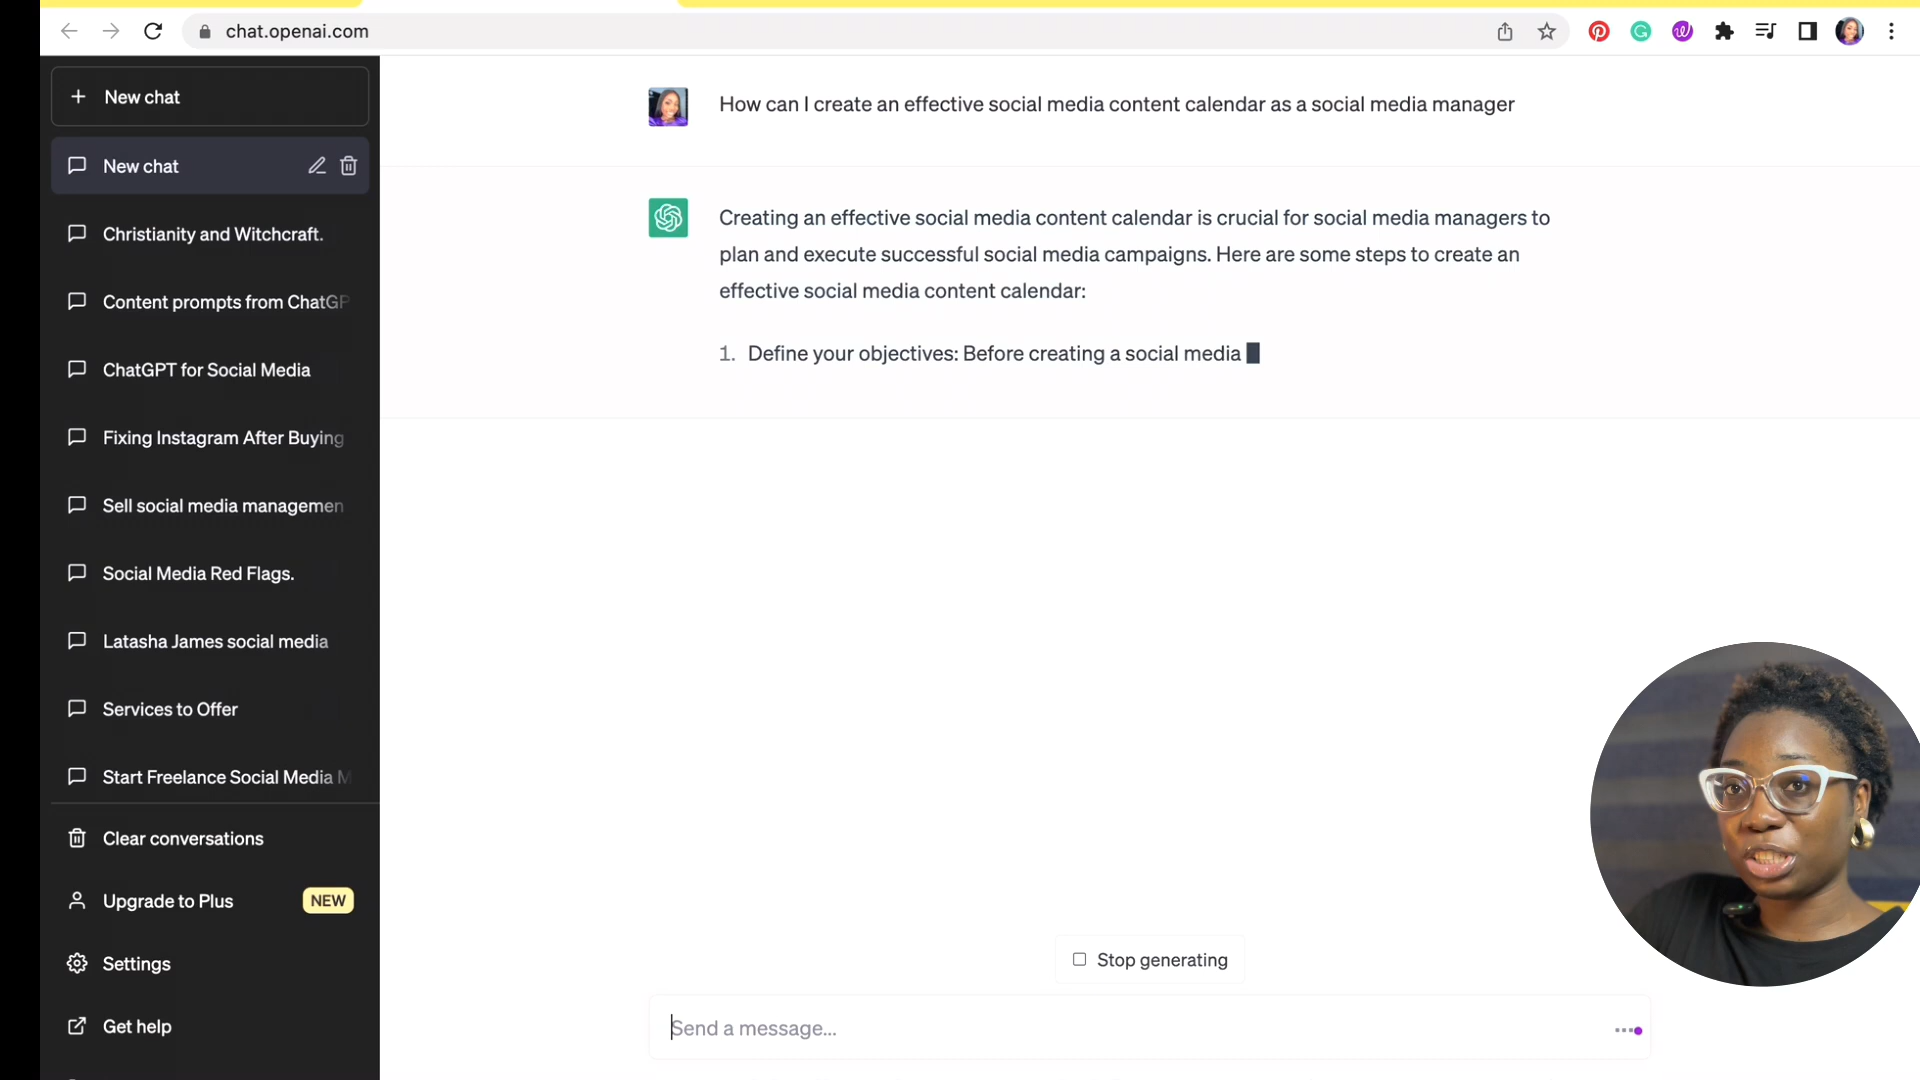 chat.openai.com
New chat
New chat
Christianity and Witchcraft.
Content prompts from ChatGP
ChatGPT for Social Media
Fixing Instagram After Buying
Sell social media managemen
Social Media Red Flags.
Latasha James social media
Services to Offer
Start Freelance Social Media M
Clear conversations
Upgrade to Plus NEW
Settings
Get help
How can I create an effective social media content calendar as a social media manager
Creating an effective social media content calendar is crucial for social media managers to
plan and execute successful social media campaigns. Here are some steps to create an
effective social media content calendar:
1. Define your objectives: Before creating a social media
Stop generating
Send a message...